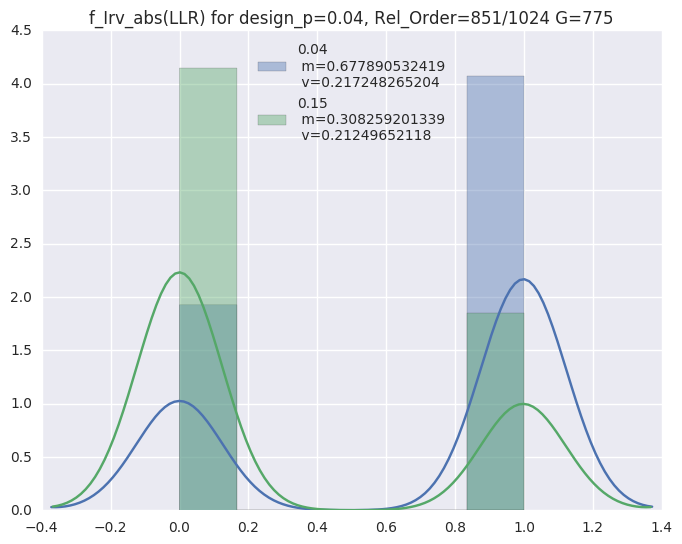 f_Irv_abs(LLR) for design_p=0.04, Rel_Order=851/1024 G=775
0.04
m=0.677890532419
v=0.217248265204
0.15
m=0.308259201339
v=0.21249652118
4.5
4.0
3.5
3.0
2.5
2.0
1.5
1.0
0.5
0.0
−0.4 −0.2 0.0 0.2 0.4 0.6 0.8 1.0 1.2 1.4